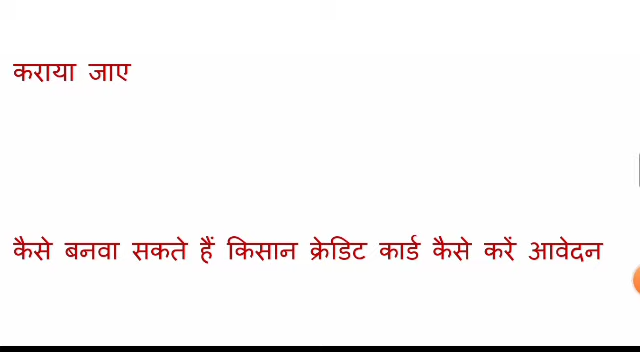 कराया जाए
कैसे बनवा सकते हैं किसान क्रेडिट कार्ड कैसे करें आवेदन